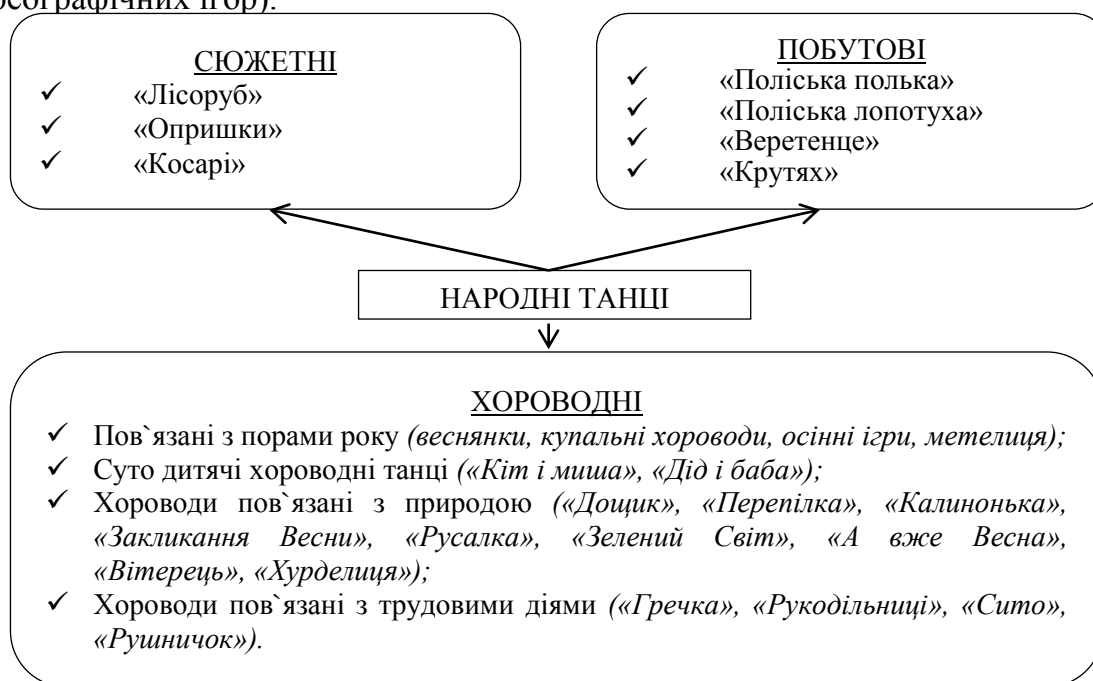 ігор).
СЮЖЕТНІ
✓ «Лісоруб»
✓ «Опришки»
✓ «Косарі»
ПОБУТОВІ
✓ «Поліська полька»
✓ «Поліська лопотуха»
✓ «Веретенце»
✓ «Крутях»
НАРОДНІ ТАНЦІ
ХОРОВОДНІ
✓ Пов`язані з порами року (веснянки, купальні хороводи, осінні ігри, метелиця);
✓ Суто дитячі хороводні танці («Кіт і миша», «Дід і баба»);
✓ Хороводи пов`язані з природою («Дощик», «Перепілка», «Калинонька»,
«Закликання Весни», «Русалка», «Зелений Світ», «А вже Весна»,
«Вітерець», «Хурделиця»);
✓ Хороводи пов`язані з трудовими діями («Гречка», «Рукодільниці», «Сито»,
«Рушничок»).